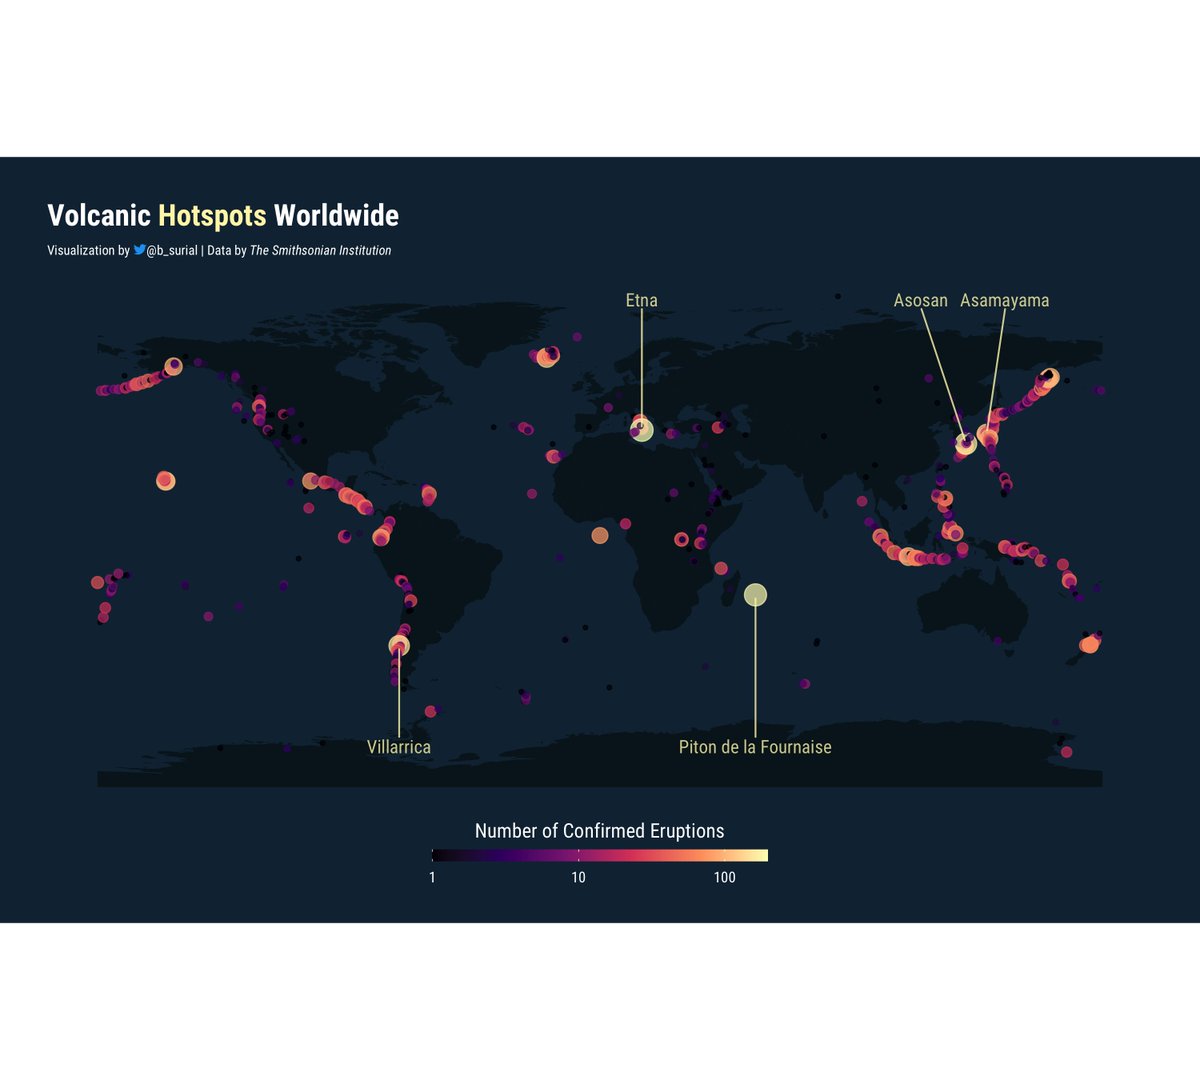 Volcanic Hotspots Worldwide
Visualization by @b_surial | Data by The Smithsonian Institution
Etna
Asosan
Asamayama
Villarrica
Piton de la Fournaise
Number of Confirmed Eruptions
1 10 100